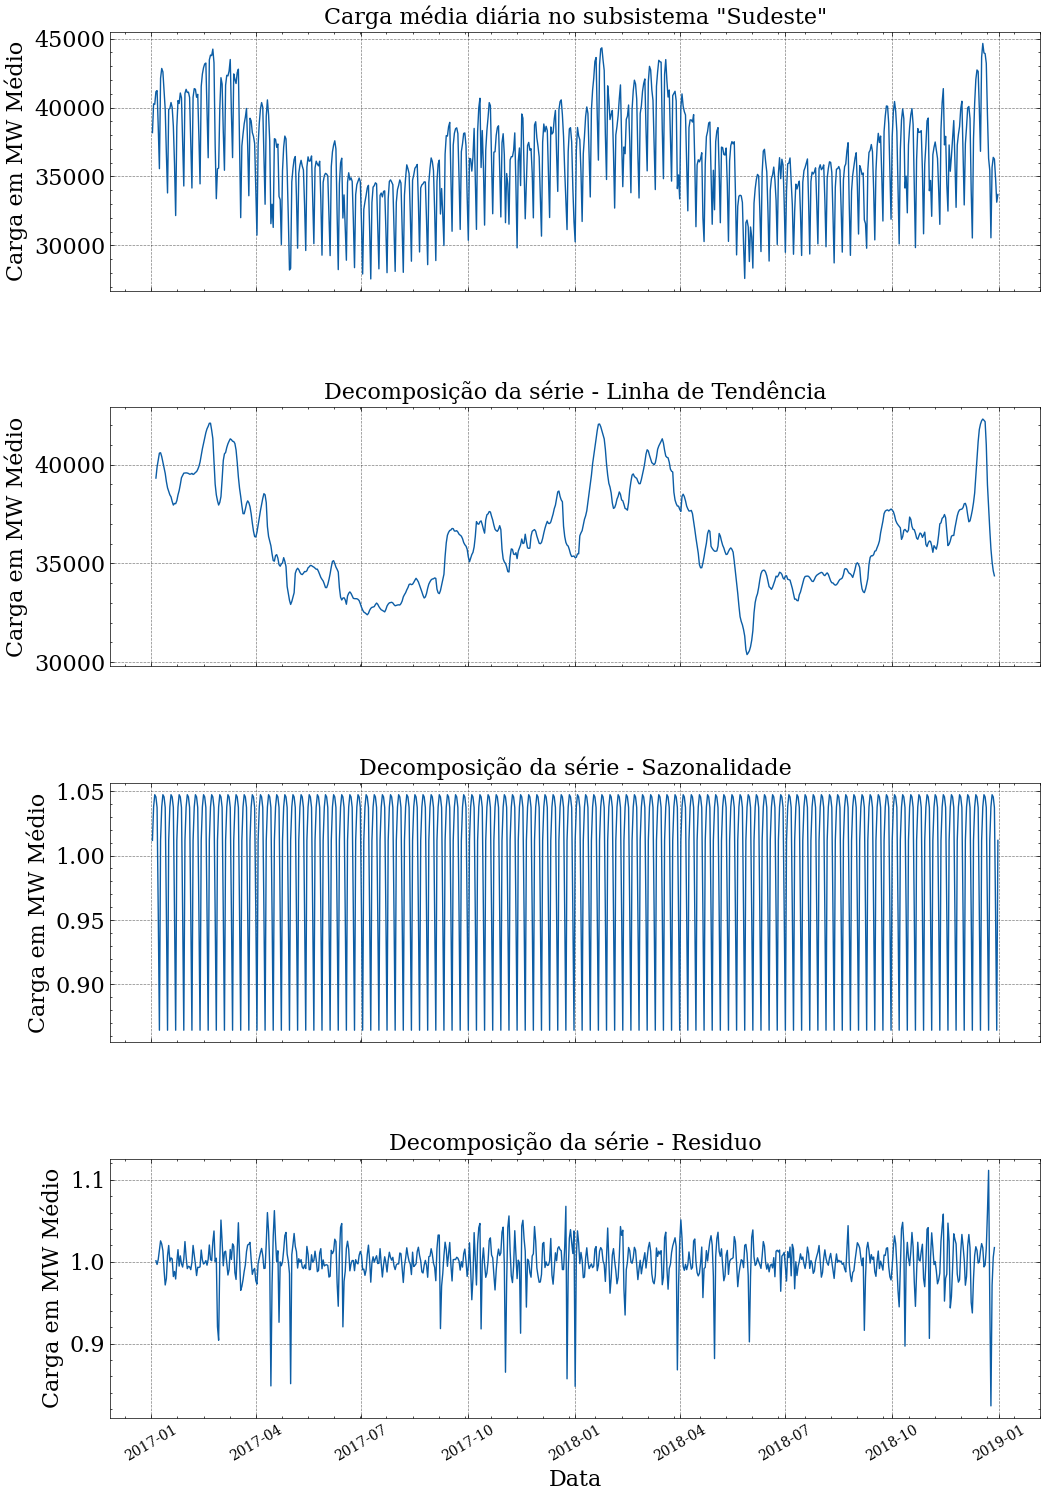 Carga média diária no subsistema "Sudeste"
Carga em MW Médio
45000
40000
35000
30000
Decomposição da série - Linha de Tendência
Carga em MW Médio
40000
35000
30000
Decomposição da série - Sazonalidade
Carga em MW Médio
1.05
1.00
0.95
0.90
Decomposição da série - Residuo
Carga em MW Médio
1.1
1.0
0.9
2017-01 2017-04 2017-07 2017-10 2018-01 2018-04 2018-07 2018-10 2019-01
Data